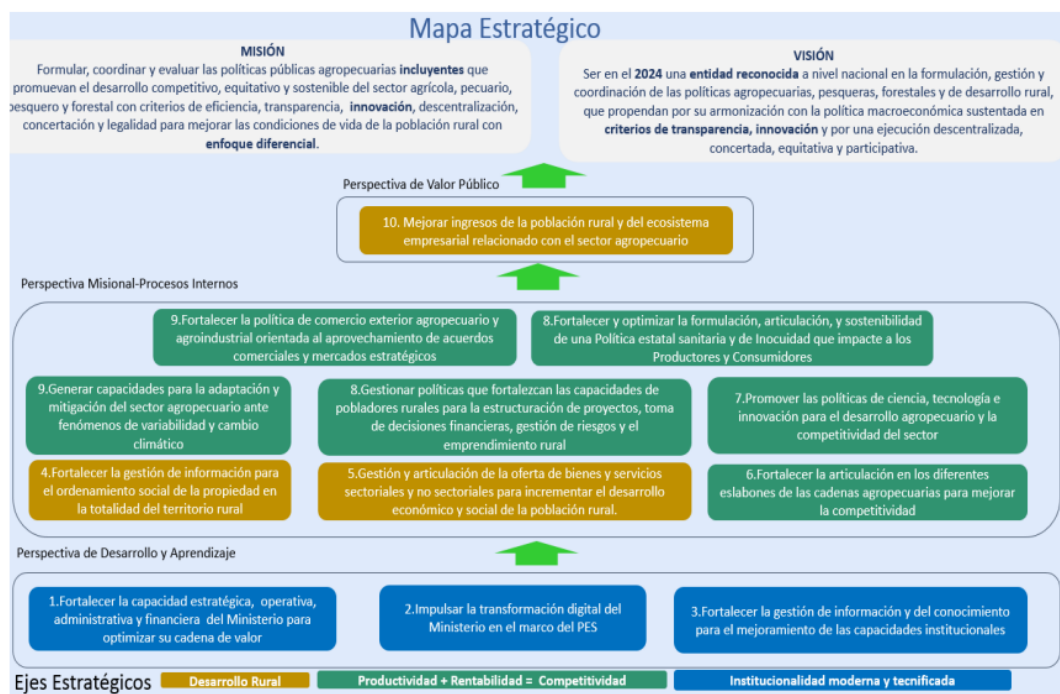 Mapa Estratégico
MISIÓN
Formular, coordinar y evaluar las políticas públicas agropecuarias incluyentes que
promuevan el desarrollo competitivo, equitativo y sostenible del sector agrícola, pecuario,
pesquero y forestal con criterios de eficiencia, transparencia, innovación, descentralización,
concertación y legalidad para mejorar las condiciones de vida de la población rural con
enfoque diferencial.
VISIÓN
Ser en el 2024 una entidad reconocida a nivel nacional en la formulación, gestión y
coordinación de las políticas agropecuarias, pesqueras, forestales y de desarrollo rural,
que propendan por su armonización con la política macroeconómica sustentada en
criterios de transparencia, innovación y por una ejecución descentralizada,
concertada, equitativa y participativa.
Perspectiva de Valor Público
10. Mejorar ingresos de la población rural y del ecosistema
empresarial relacionado con el sector agropecuario
Perspectiva Misional-Procesos Internos
9.Fortalecer la política de comercio exterior agropecuario y
agroindustrial orientada al aprovechamiento de acuerdos
comerciales y mercados estratégicos
8.Fortalecer y optimizar la formulación, articulación, y sostenibilidad
de una Política estatal sanitaria y de Inocuidad que impacte a los
Productores y Consumidores
9.Generar capacidades para la adaptación y
mitigación del sector agropecuario ante
fenómenos de variabilidad y cambio
climático
8.Gestionar políticas que fortalezcan las capacidades de
pobladores rurales para la estructuración de proyectos, toma
de decisiones financieras, gestión de riesgos y el
emprendimiento rural
7.Promover las políticas de ciencia, tecnología e
innovación para el desarrollo agropecuario y la
competitividad del sector
4.Fortalecer la gestión de información para
el ordenamiento social de la propiedad en
la totalidad del territorio rural
5.Gestión y articulación de la oferta de bienes y servicios
sectoriales y no sectoriales para incrementar el desarrollo
económico y social de la población rural.
6.Fortalecer la articulación en los diferentes
eslabones de las cadenas agropecuarias para mejorar
la competitividad
Perspectiva de Desarrollo y Aprendizaje
1.Fortalecer la capacidad estratégica, operativa,
administrativa y financiera del Ministerio para
optimizar su cadena de valor
2.Impulsar la transformación digital del
Ministerio en el marco del PES
3.Fortalecer la gestión de información y del conocimiento
para el mejoramiento de las capacidades institucionales
Ejes Estratégicos
Desarrollo Rural
Productividad + Rentabilidad = Competitividad
Institucionalidad moderna y tecnificada